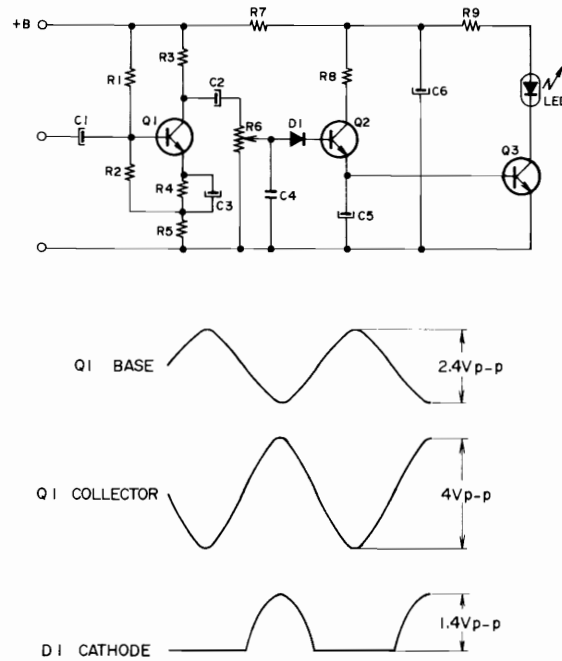 R7
R9
+B
R3
R1
R8
C2
C6
LED
C1
Q1
R6
D1
Q2
Q3
R2
R4
C3
C4
C5
R5
Q1 BASE
2.4Vp-p
Q1 COLLECTOR
4Vp-p
D1 CATHODE
1.4Vp-p